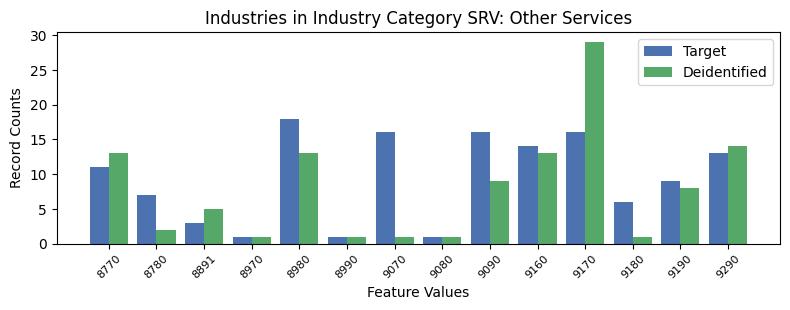 Industries in Industry Category SRV: Other Services
Target
Deidentified
Record Counts
30
25
20
15
10
5
0
8770 8780 8891 8970 8980 8990 9070 9080 9090 9160 9170 9180 9190 9290
Feature Values